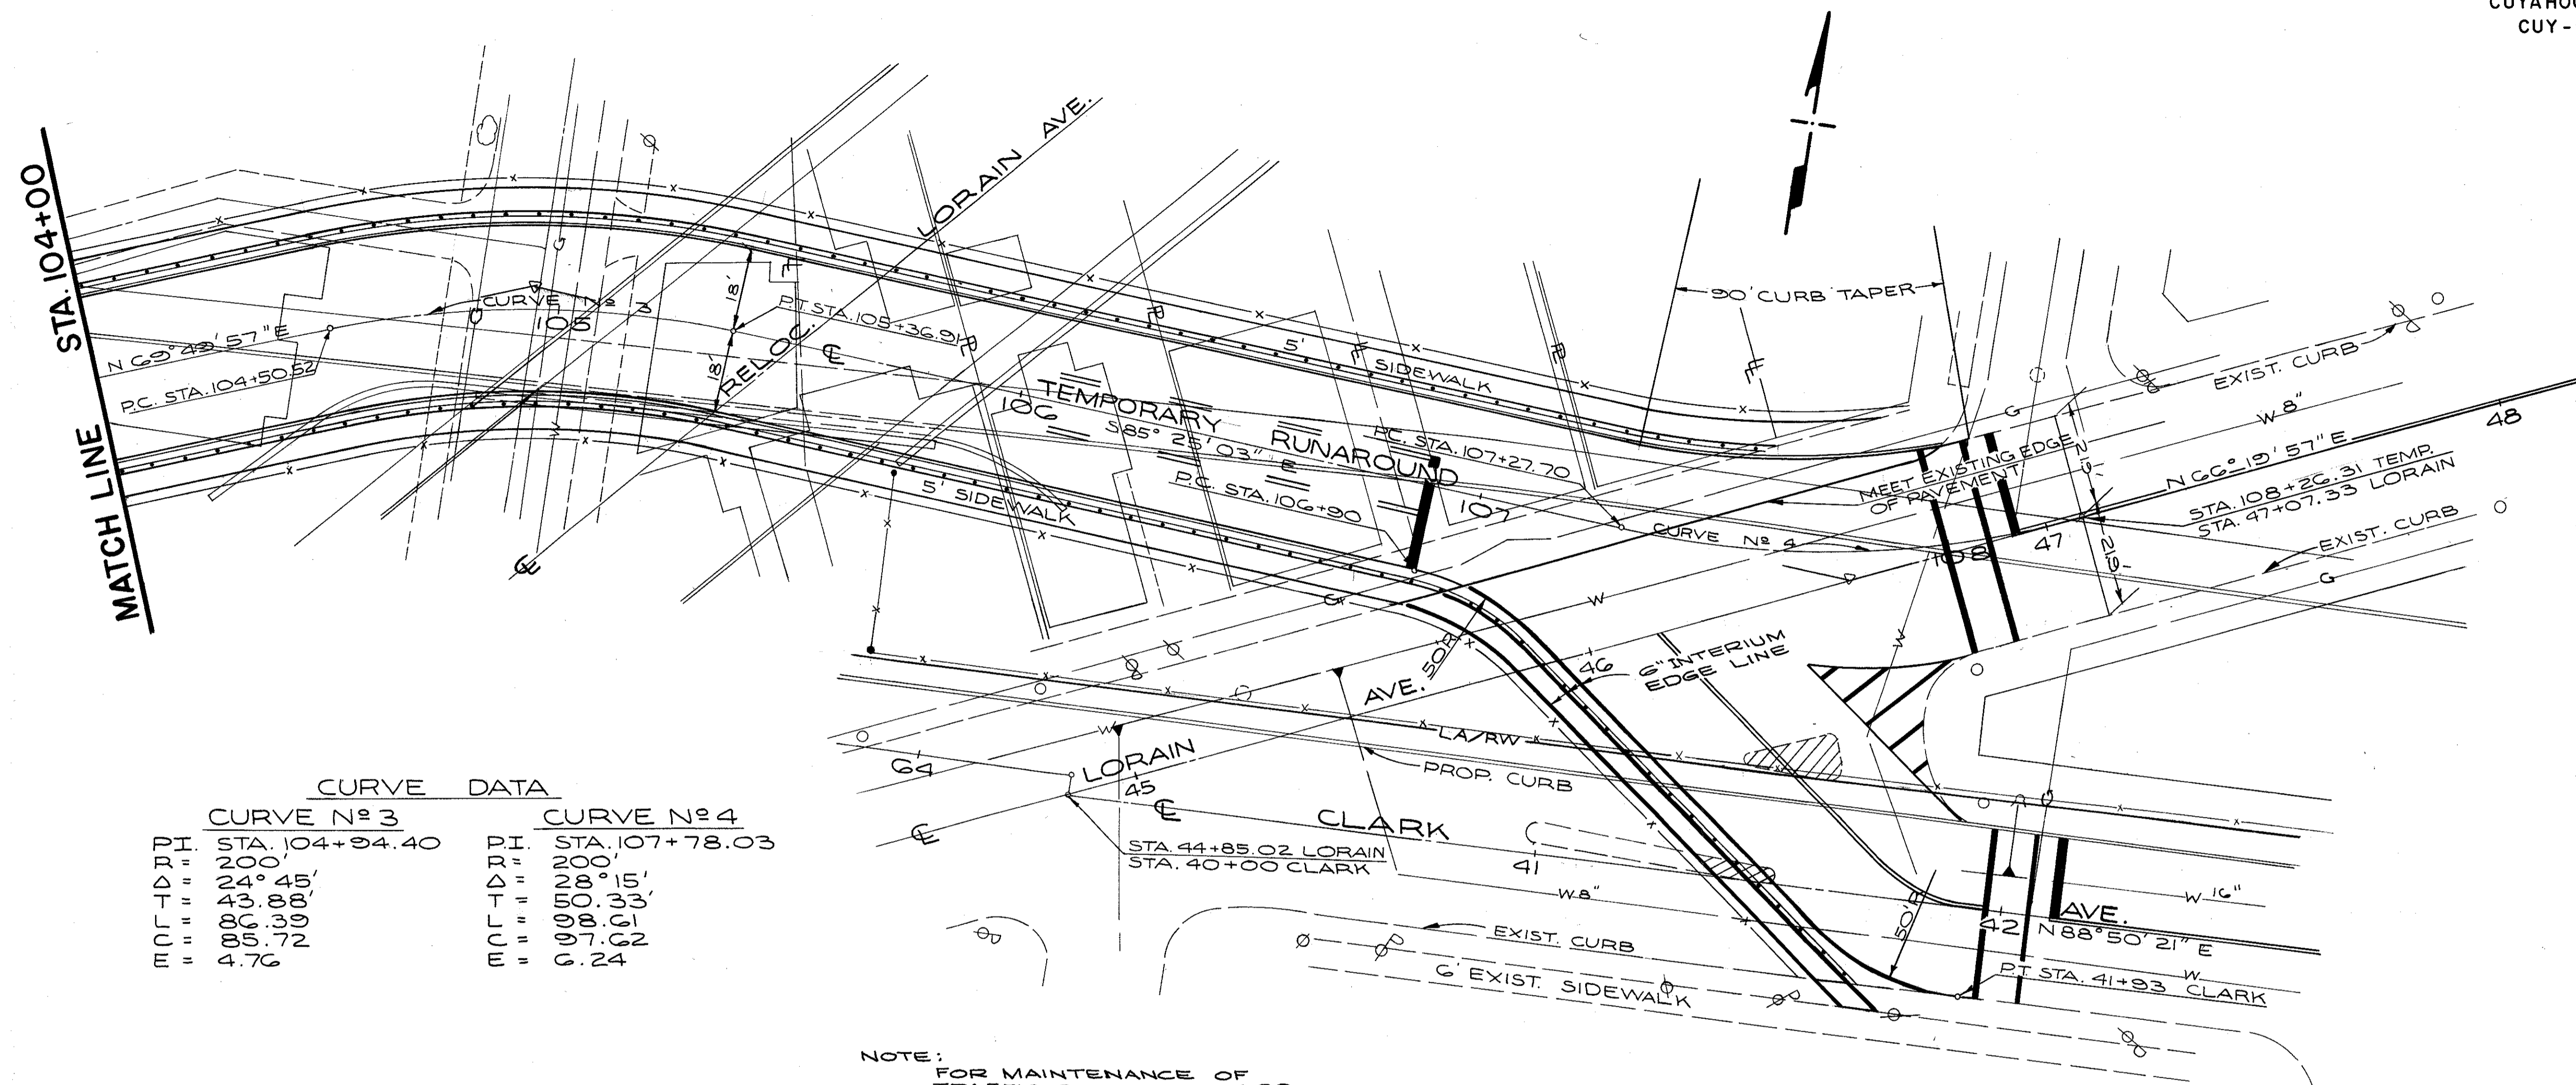 CUY-
MATCH LINE STA. 104+00
N 69° 49' 57" E
P.C. STA. 104+50.52
CURVE Nº 3
105
18'
18'
P.T. STA. 105+36.91
RELOC.
LORAIN AVE.
106
TEMPORARY RUNAROUND
S 85° 25' 03" E
P.C. STA. 107+27.70
P.C. STA. 106+90
107
5' SIDEWALK
5' SIDEWALK
90' CURB TAPER
CURVE Nº 4
108
MEET EXISTING EDGE
OF PAVEMENT
EXIST. CURB
W 8"
N 66° 19' 57" E
STA. 108+26.31 TEMP.
STA. 47+07.33 LORAIN
47
48
EXIST. CURB
50'R
6" INTERIUM
EDGE LINE
46
AVE.
LA/RW
PROP. CURB
64
LORAIN
45
STA. 44+85.02 LORAIN
STA. 40+00 CLARK
CLARK
41
W 8"
EXIST. CURB
6' EXIST. SIDEWALK
50'R
42
AVE.
W 16"
N 88° 50' 21" E
P.T. STA. 41+93 CLARK
CURVE DATA
CURVE Nº 3
P.I. STA. 104+94.40
R = 200'
Δ = 24° 45'
T = 43.88'
L = 86.39
C = 85.72
E = 4.76
CURVE Nº 4
P.I. STA. 107+78.03
R = 200'
Δ = 28° 15'
T = 50.33'
L = 98.61
C = 97.62
E = 6.24
NOTE:
FOR MAINTENANCE OF